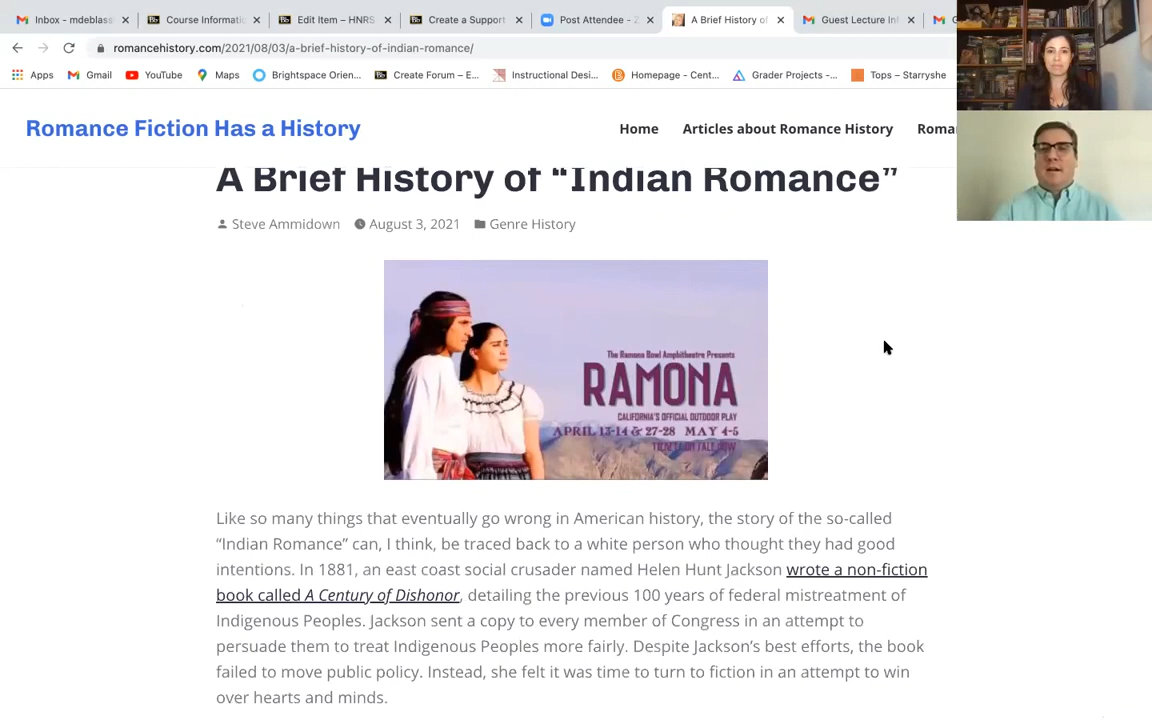 Inbox - mdeblass
Course Informatic
Edit Item – HNRS
Create a Support
Post Attendee - Z
A Brief History of
Guest Lecture Inf
romancehistory.com/2021/08/03/a-brief-history-of-indian-romance/
Apps Gmail YouTube Maps Brightspace Orien... Create Forum – E... Instructional Desi... Homepage - Cent... Grader Projects -... Tops – Starryshe
Romance Fiction Has a History
Home Articles about Romance History Roma
A Brief History of “Indian Romance”
Steve Ammidown August 3, 2021 Genre History
The Ramona Bowl Amphitheatre Presents
RAMONA
CALIFORNIA'S OFFICIAL OUTDOOR PLAY
APRIL 13-14 & 27-28 MAY 4-5
TICKETS ON SALE NOW
Like so many things that eventually go wrong in American history, the story of the so-called
“Indian Romance” can, I think, be traced back to a white person who thought they had good
intentions. In 1881, an east coast social crusader named Helen Hunt Jackson wrote a non-fiction
book called A Century of Dishonor, detailing the previous 100 years of federal mistreatment of
Indigenous Peoples. Jackson sent a copy to every member of Congress in an attempt to
persuade them to treat Indigenous Peoples more fairly. Despite Jackson’s best efforts, the book
failed to move public policy. Instead, she felt it was time to turn to fiction in an attempt to win
over hearts and minds.